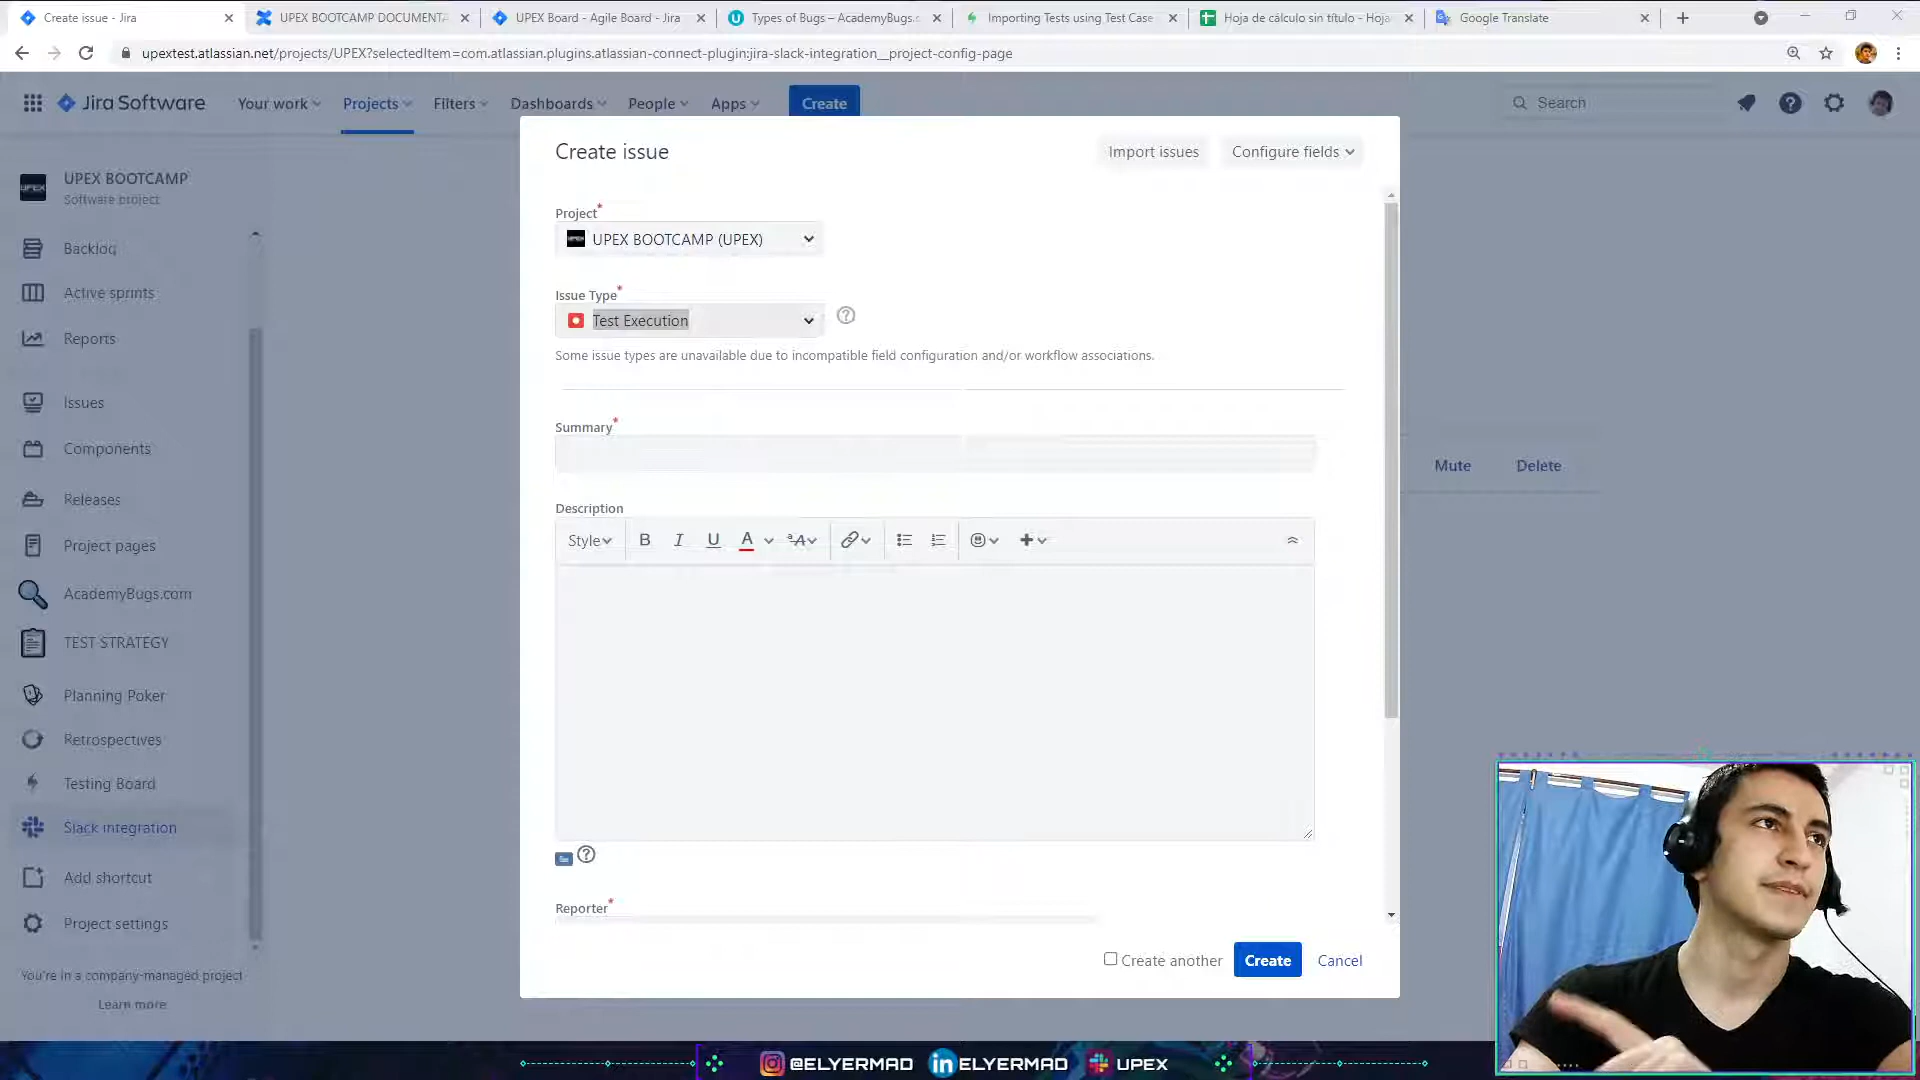 Create issue - Jira
UPEX BOOTCAMP DOCUMENTA
UPEX Board - Agile Board - Jira
Types of Bugs – AcademyBugs.c
Importing Tests using Test Case
Hoja de cálculo sin título - Hoja
Google Translate
upextest.atlassian.net/projects/UPEX?selectedItem=com.atlassian.plugins.atlassian-connect-plugin:jira-slack-integration__project-config-page
Jira Software
Your work
Projects
Filters
Dashboards
People
Apps
Create
Search
UPEX BOOTCAMP
Software project
Backlog
Active sprints
Reports
Issues
Components
Releases
Project pages
AcademyBugs.com
TEST STRATEGY
Planning Poker
Retrospectives
Testing Board
Slack integration
Add shortcut
Project settings
You're in a company-managed project
Learn more
Create issue
Import issues
Configure fields
Project*
UPEX BOOTCAMP (UPEX)
Issue Type*
Test Execution
Some issue types are unavailable due to incompatible field configuration and/or workflow associations.
Summary*
Description
Style
B I U A
Reporter*
Create another
Create
Cancel
Mute
Delete
@ELYERMAD
in ELYERMAD
UPEX